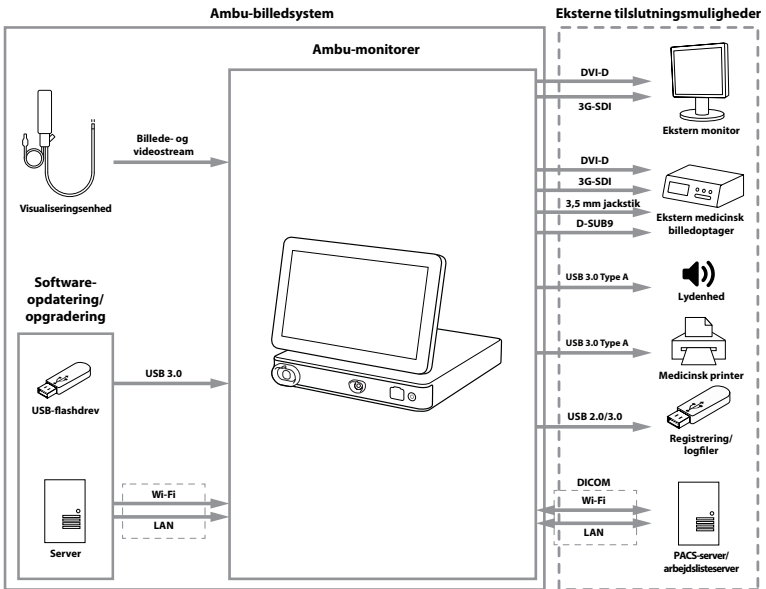 Ambu-billedsystem
Eksterne tilslutningsmuligheder
Ambu-monitorer
Billede- og
videostream
Visualiseringsenhed
Software-
opdatering/
opgradering
USB-flashdrev
USB 3.0
Server
Wi-Fi
LAN
DVI-D
3G-SDI
Ekstern monitor
DVI-D
3G-SDI
3,5 mm jackstik
D-SUB9
Ekstern medicinsk
billedoptager
USB 3.0 Type A
Lydenhed
USB 3.0 Type A
Medicinsk printer
USB 2.0/3.0
Registrering/
logfiler
DICOM
Wi-Fi
LAN
PACS-server/
arbejdslisteserver